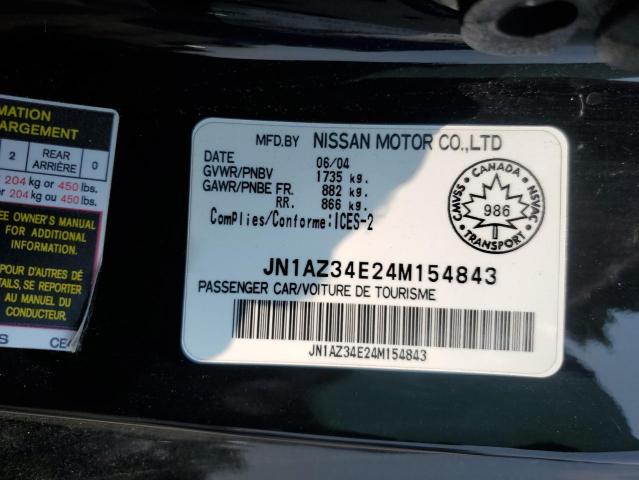 MATION
ARGEMENT
2 REAR ARRIÈRE 0
204 kg or 450 lbs.
204 kg ou 450 lbs.
EE OWNER'S MANUAL
FOR ADDITIONAL
INFORMATION.
POUR PLUS DE
TAILS, SE REPORTER
AU MANUEL DU
CONDUCTEUR.
S CE
MFD.BY NISSAN MOTOR CO.,LTD
DATE 06/04
GVWR/PNBV 1735 kg.
GAWR/PNBE FR. 882 kg.
RR. 866 kg.
ComPlies/Conforme:ICES-2
CANADA
CMVSS
NSVAC
986
TRANSPORT
JN1AZ34E24M154843
PASSENGER CAR/VOITURE DE TOURISME
JN1AZ34E24M154843